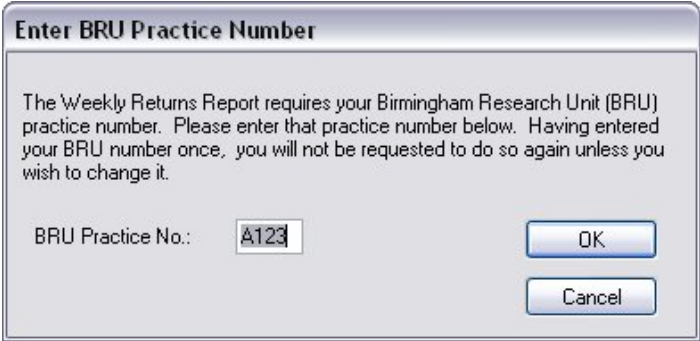 Enter BRU Practice Number
The Weekly Returns Report requires your Birmingham Research Unit (BRU)
practice number.  Please enter that practice number below.  Having entered
your BRU number once,  you will not be requested to do so again unless you
wish to change it.
BRU Practice No.: A123 OK
Cancel